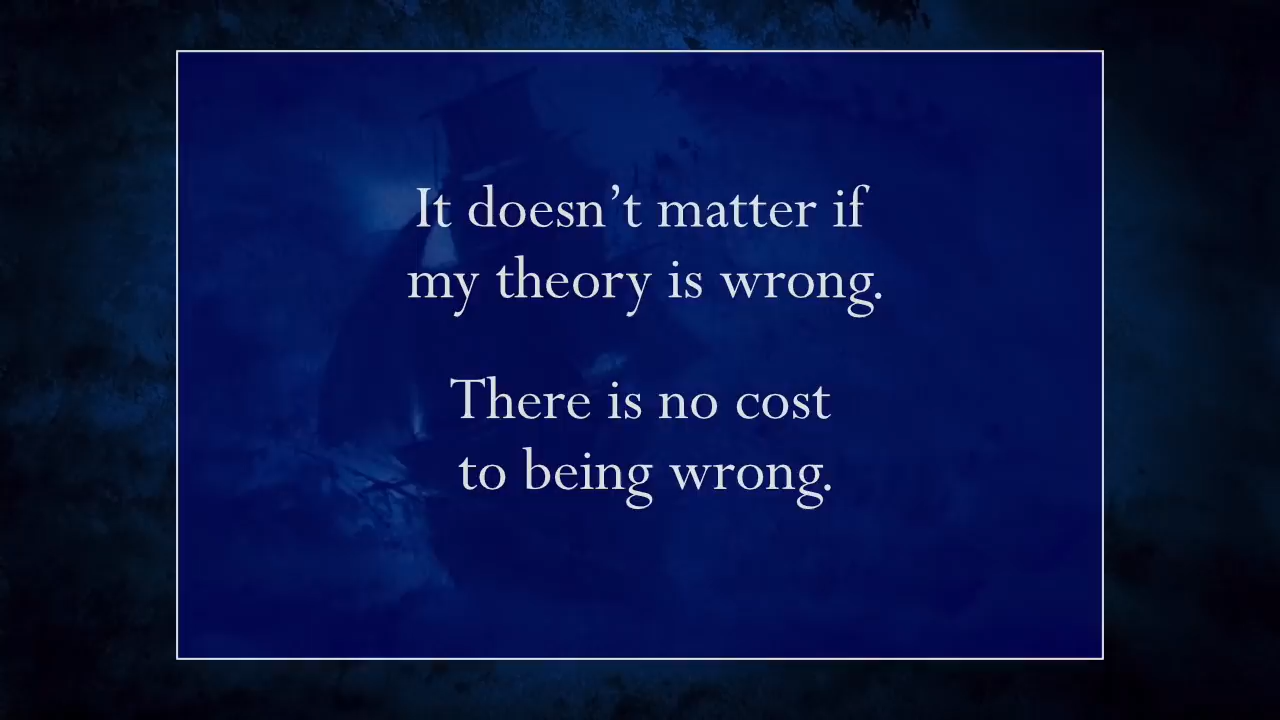 It doesn’t matter if
my theory is wrong.
There is no cost
to being wrong.